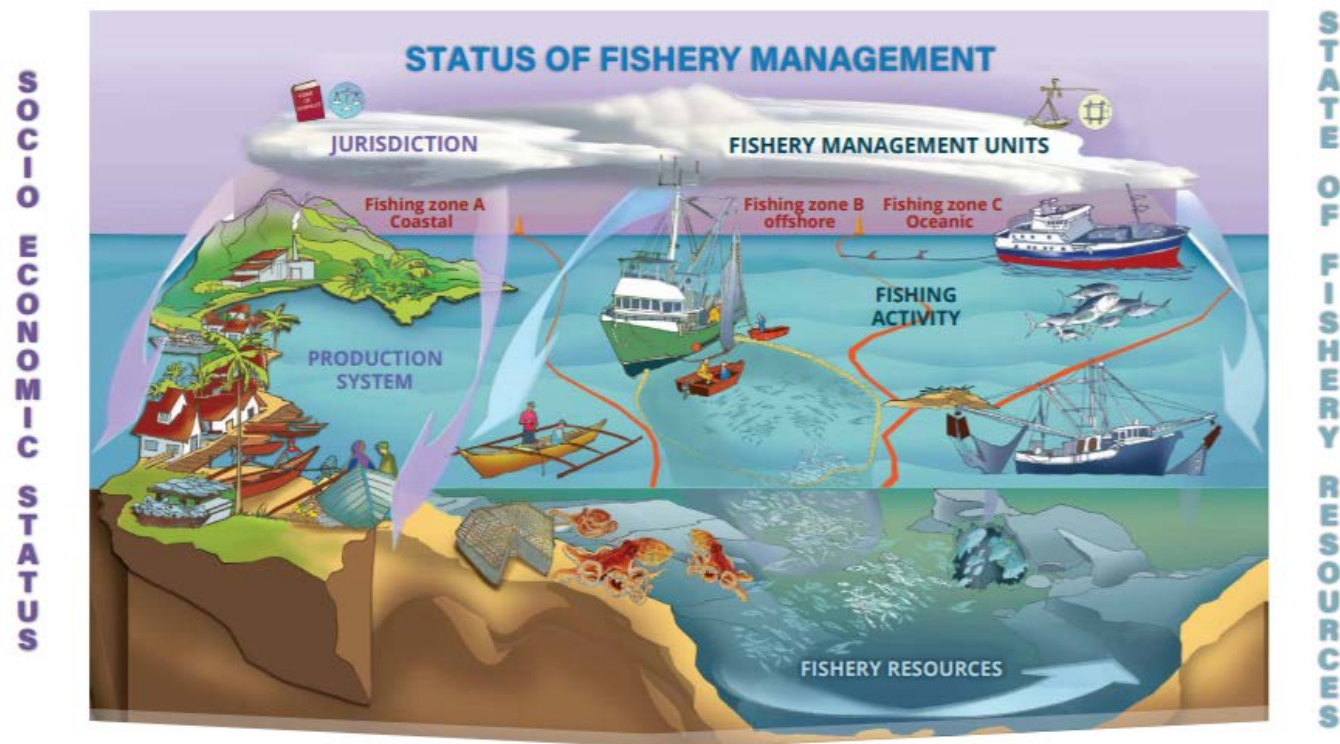 STATUS OF FISHERY MANAGEMENT
JURISDICTION
FISHERY MANAGEMENT UNITS
Fishing zone A
Coastal
Fishing zone B
offshore
Fishing zone C
Oceanic
FISHING
ACTIVITY
PRODUCTION
SYSTEM
FISHERY RESOURCES
SOCIO ECONOMIC STATUS
STATE OF FISHERY RESOURCES